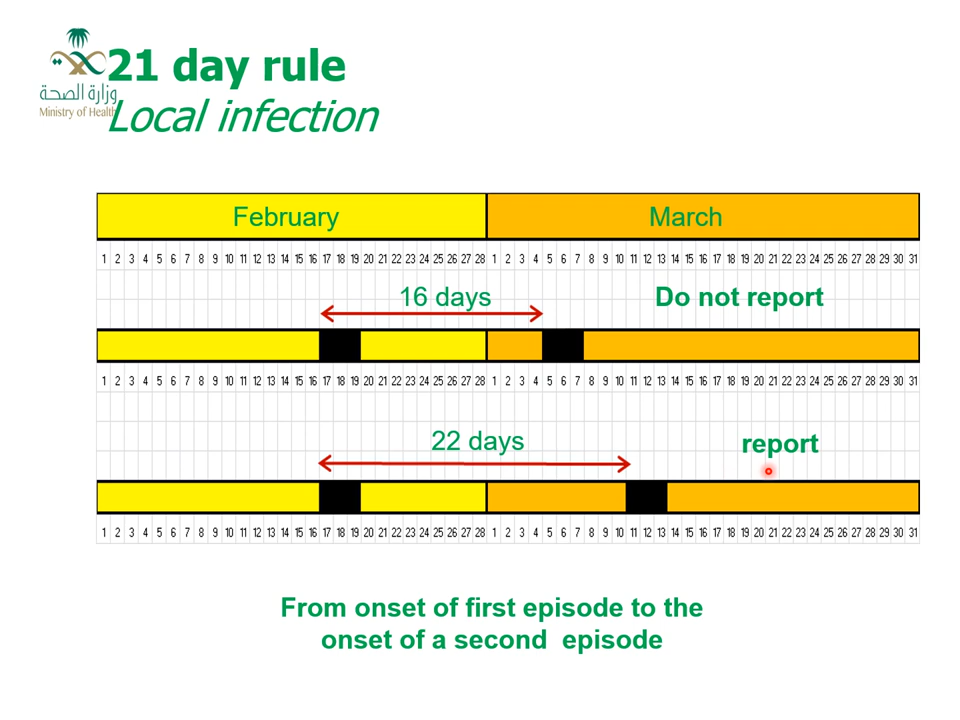 وزارة الصحة
Ministry of Health
21 day rule
Local infection
February March
1 2 3 4 5 6 7 8 9 10 11 12 13 14 15 16 17 18 19 20 21 22 23 24 25 26 27 28 1 2 3 4 5 6 7 8 9 10 11 12 13 14 15 16 17 18 19 20 21 22 23 24 25 26 27 28 29 30 31
16 days Do not report
1 2 3 4 5 6 7 8 9 10 11 12 13 14 15 16 17 18 19 20 21 22 23 24 25 26 27 28 1 2 3 4 5 6 7 8 9 10 11 12 13 14 15 16 17 18 19 20 21 22 23 24 25 26 27 28 29 30 31
22 days report
1 2 3 4 5 6 7 8 9 10 11 12 13 14 15 16 17 18 19 20 21 22 23 24 25 26 27 28 1 2 3 4 5 6 7 8 9 10 11 12 13 14 15 16 17 18 19 20 21 22 23 24 25 26 27 28 29 30 31
From onset of first episode to the
onset of a second episode